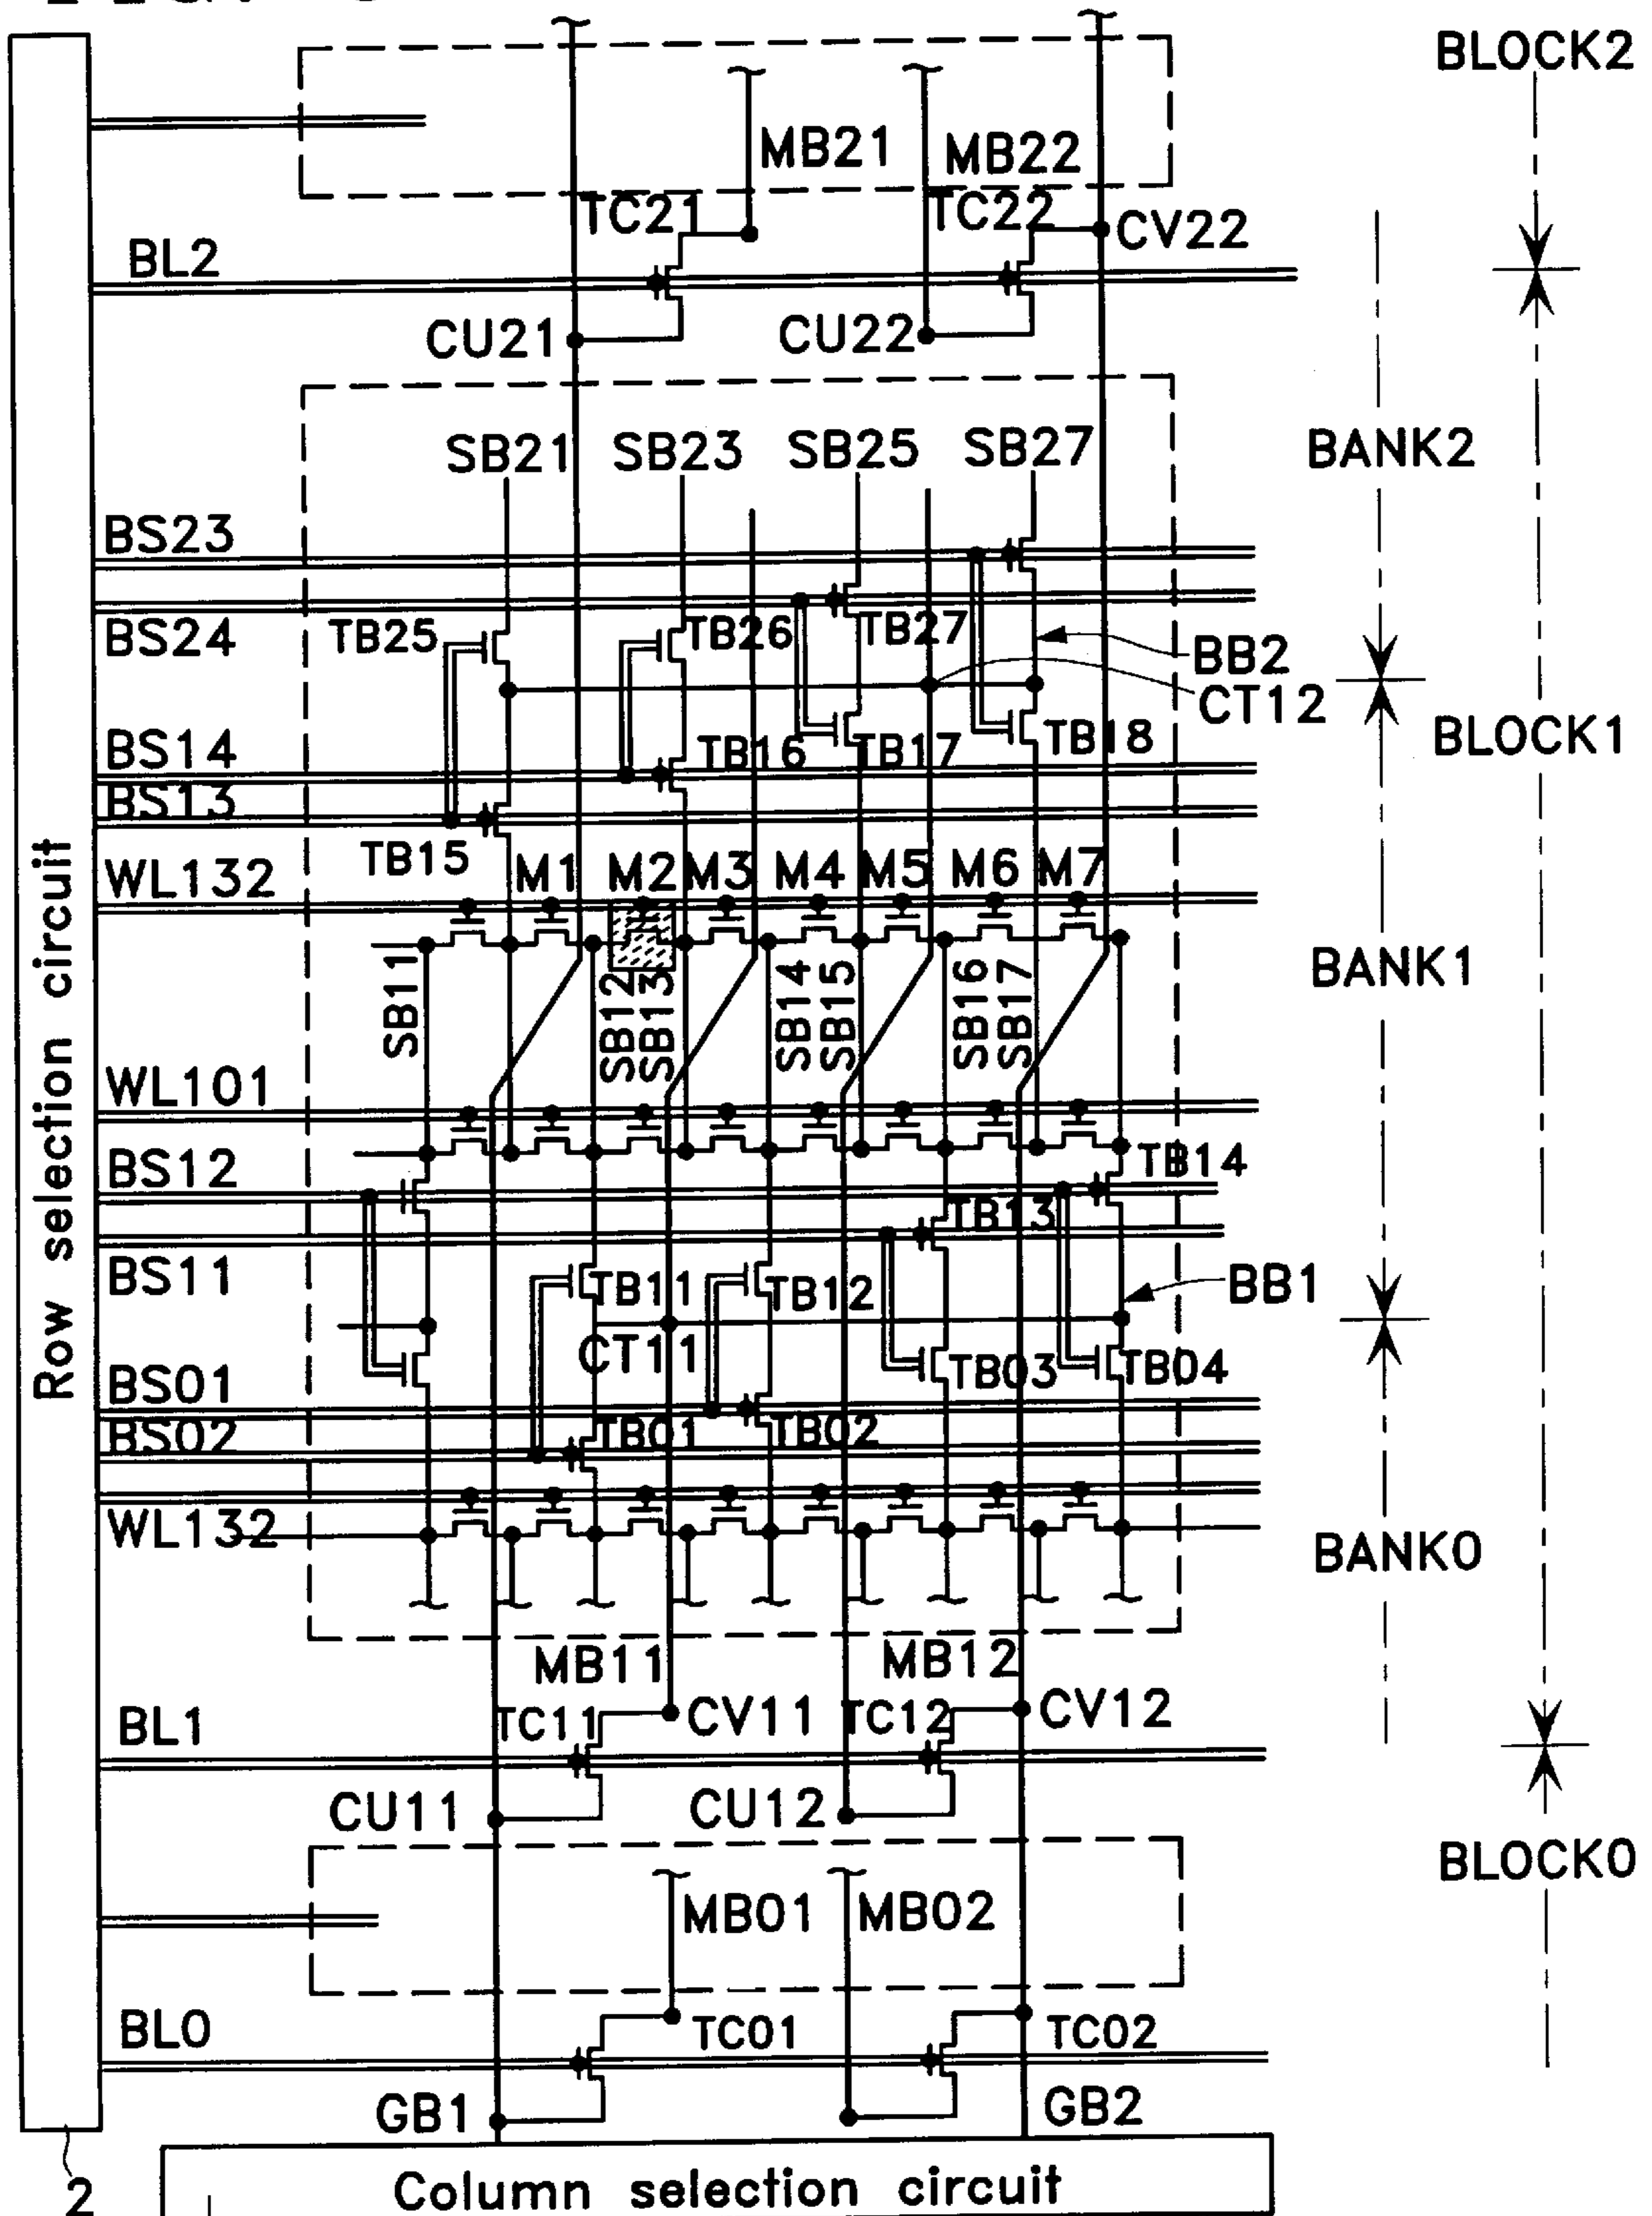 BLOCK2
MB21
MB22
TC21
TC22
CV22
BL2
CU21
CU22
SB21
SB23
SB25
SB27
BANK2
BS23
BS24
TB25
TB26
TB27
BB2
CT12
BS14
TB16
TB17
TB18
BLOCK1
BS13
TB15
WL132
M1
M2
M3
M4
M5
M6
M7
BANK1
SB11
SB12
SB13
SB14
SB15
SB16
SB17
Row selection circuit
WL101
BS12
TB14
TB13
BS11
TB11
TB12
BB1
CT11
TB03
TB04
BS01
BS02
TB01
TB02
WL132
BANK0
MB11
MB12
BL1
TC11
CV11
TC12
CV12
CU11
CU12
BLOCK0
MB01
MB02
BL0
TC01
TC02
GB1
GB2
2
Column selection circuit